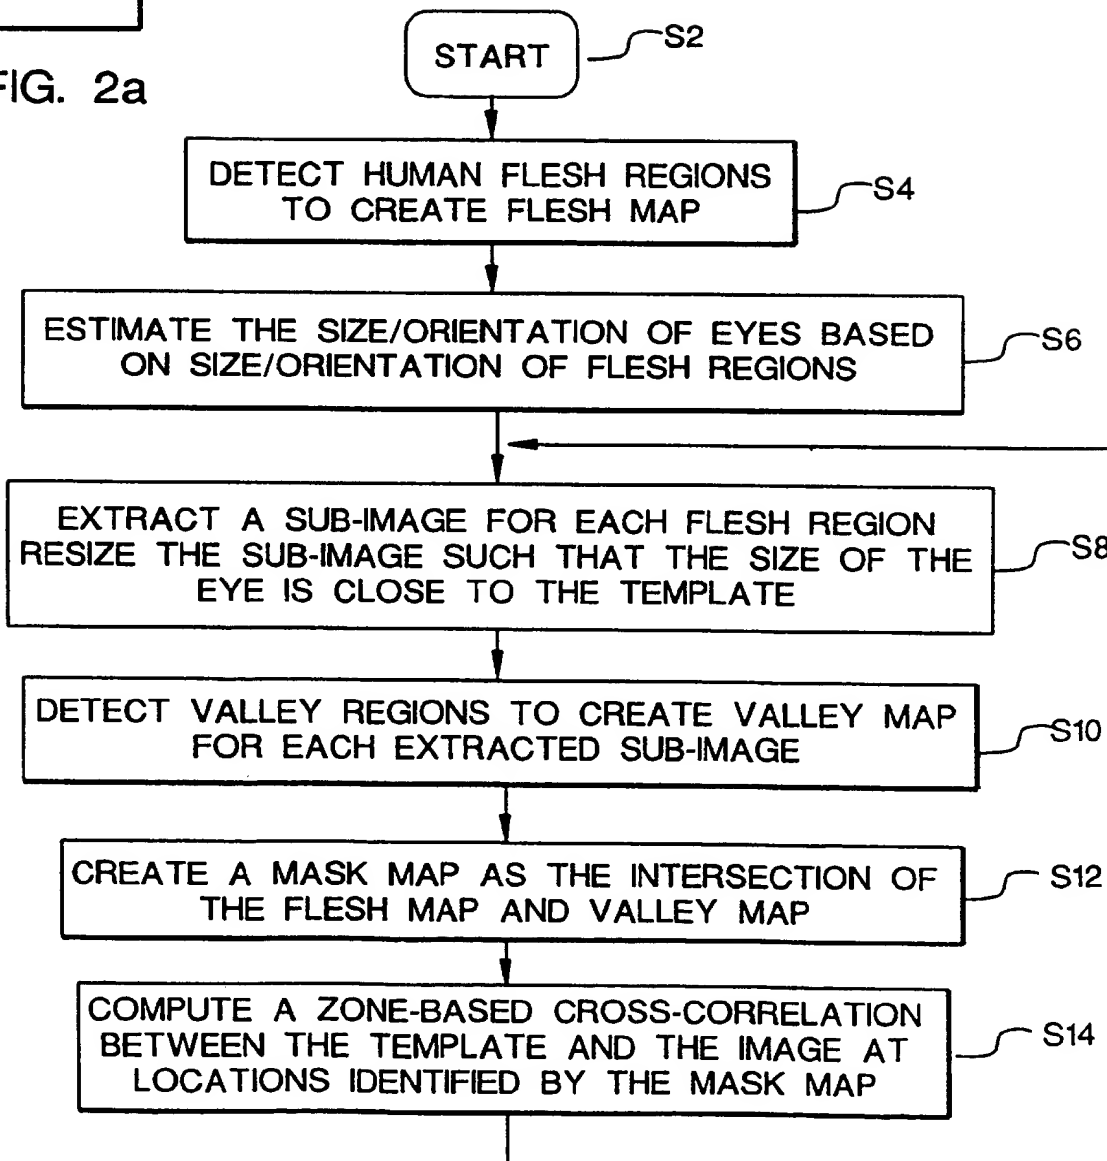 START
S2
FIG. 2a
DETECT HUMAN FLESH REGIONS
TO CREATE FLESH MAP
S4
ESTIMATE THE SIZE/ORIENTATION OF EYES BASED
ON SIZE/ORIENTATION OF FLESH REGIONS
S6
EXTRACT A SUB-IMAGE FOR EACH FLESH REGION
RESIZE THE SUB-IMAGE SUCH THAT THE SIZE OF THE
EYE IS CLOSE TO THE TEMPLATE
S8
DETECT VALLEY REGIONS TO CREATE VALLEY MAP
FOR EACH EXTRACTED SUB-IMAGE
S10
CREATE A MASK MAP AS THE INTERSECTION OF
THE FLESH MAP AND VALLEY MAP
S12
COMPUTE A ZONE-BASED CROSS-CORRELATION
BETWEEN THE TEMPLATE AND THE IMAGE AT
LOCATIONS IDENTIFIED BY THE MASK MAP
S14